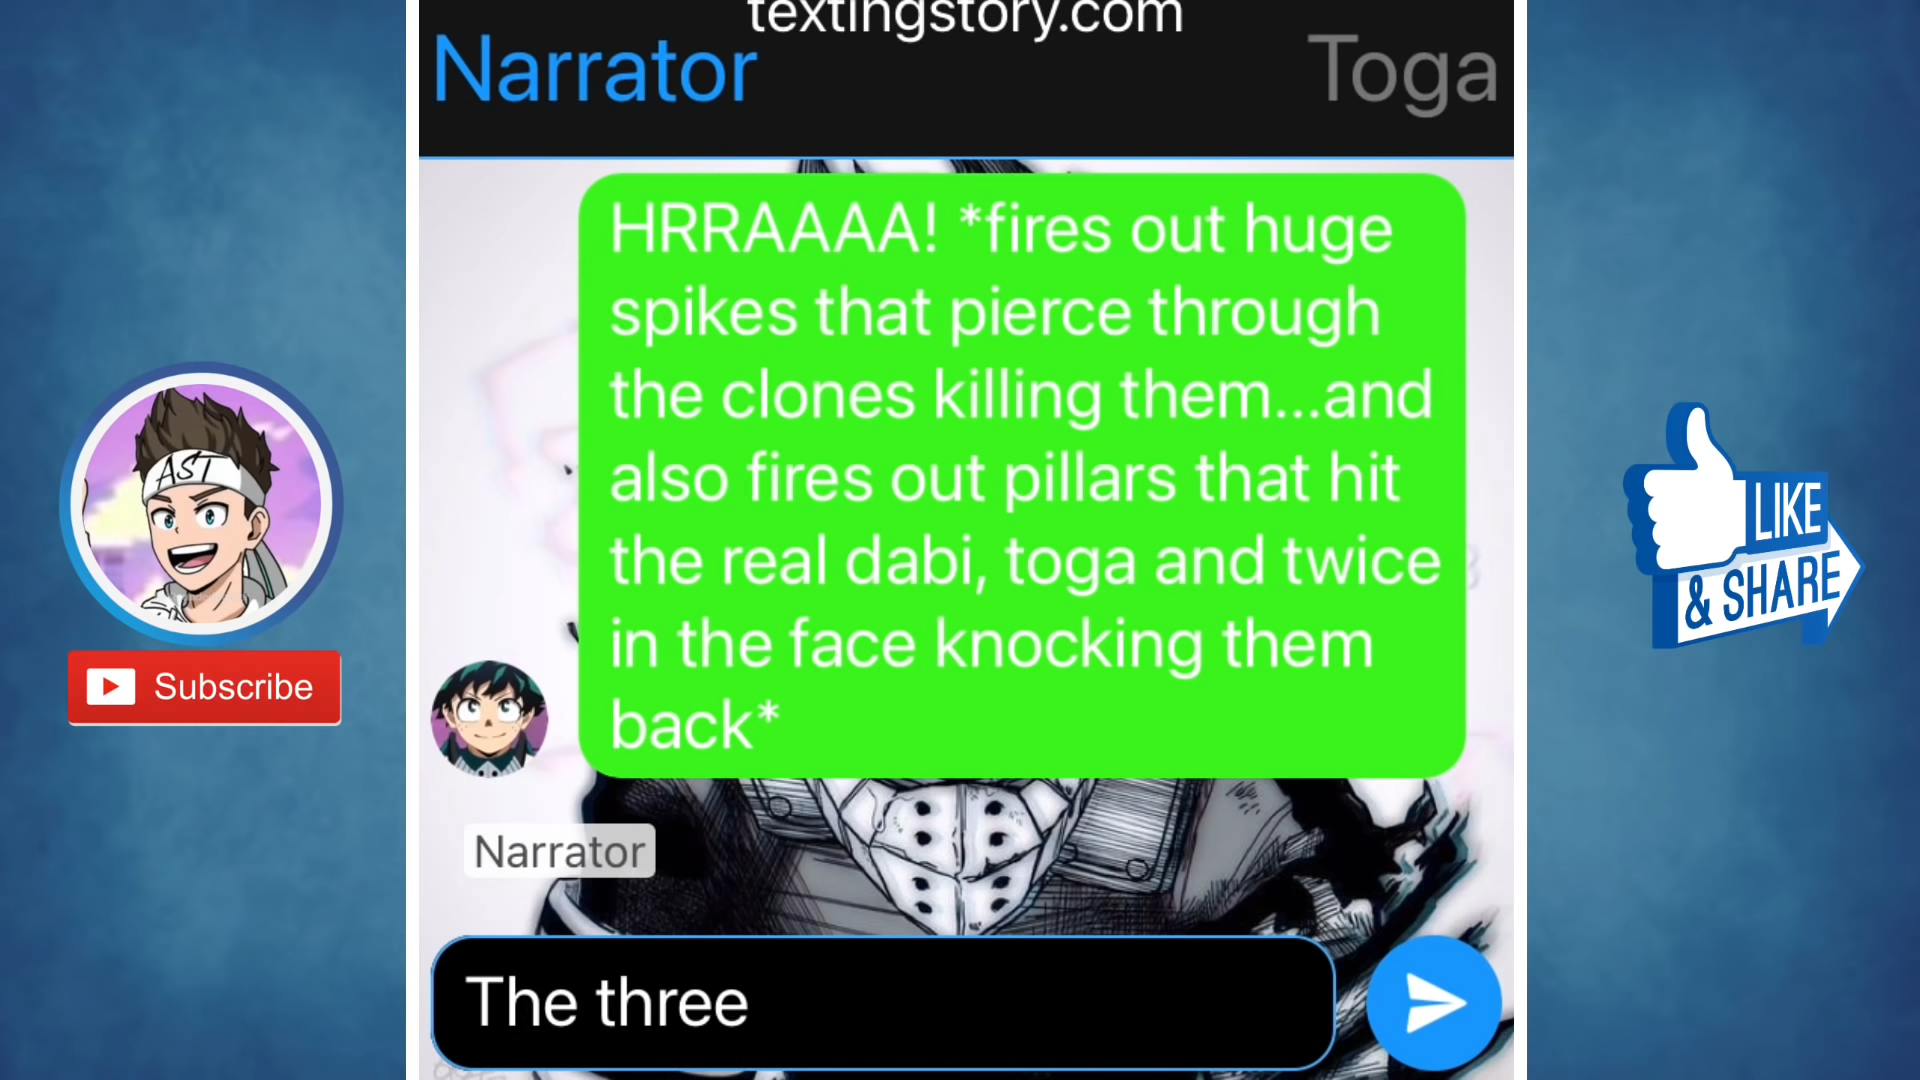 textingstory.com
Narrator
Toga
HRRAAAA! *fires out huge
spikes that pierce through
the clones killing them...and
also fires out pillars that hit
the real dabi, toga and twice
in the face knocking them
back*
AST
Subscribe
LIKE
& SHARE
Narrator
The three